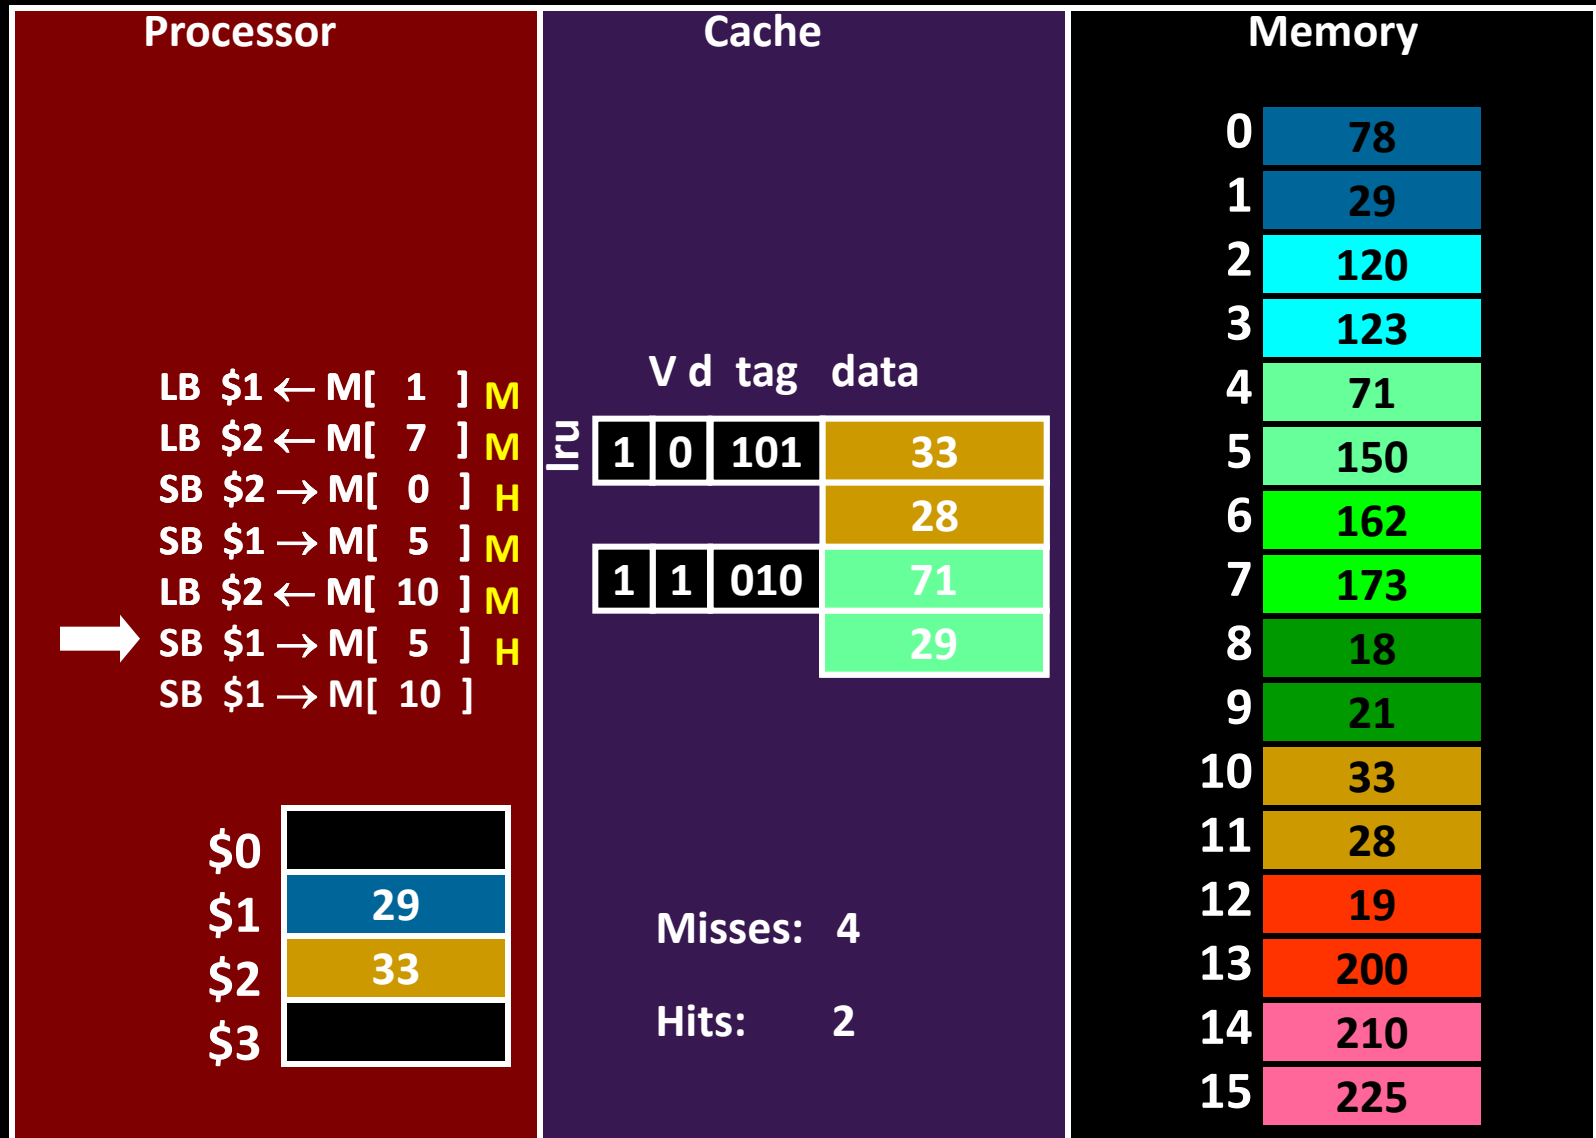 Processor
LB $1 ← M[ 1 ] M
LB $2 ← M[ 7 ] M
SB $2 → M[ 0 ] H
SB $1 → M[ 5 ] M
LB $2 ← M[ 10 ] M
SB $1 → M[ 5 ] H
SB $1 → M[ 10 ]
$0
$1 29
$2 33
$3
Cache
V d tag data
lru 1 0 101 33
28
1 1 010 71
29
Misses: 4
Hits: 2
Memory
0 78
1 29
2 120
3 123
4 71
5 150
6 162
7 173
8 18
9 21
10 33
11 28
12 19
13 200
14 210
15 225